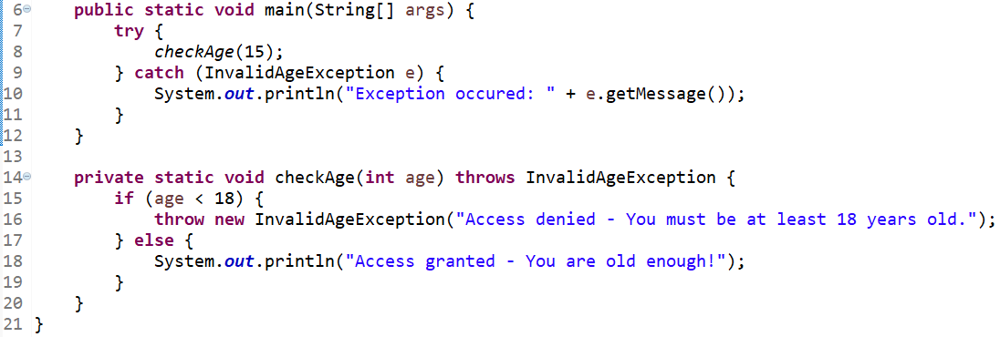 6 public static void main(String[] args) {
7 try {
8 checkAge(15);
9 } catch (InvalidAgeException e) {
10 System.out.println("Exception occured: " + e.getMessage());
11 }
12 }
13
14 private static void checkAge(int age) throws InvalidAgeException {
15 if (age < 18) {
16 throw new InvalidAgeException("Access denied - You must be at least 18 years old.");
17 } else {
18 System.out.println("Access granted - You are old enough!");
19 }
20 }
21 }